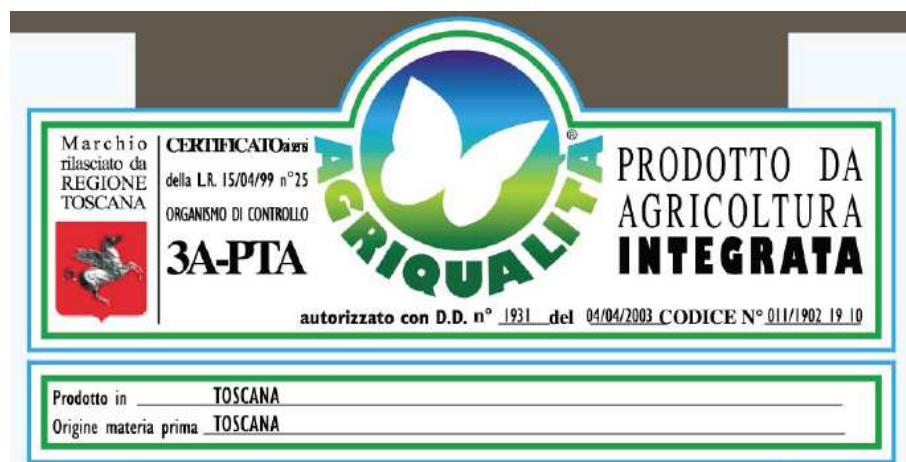 Marchio
rilasciato da
REGIONE
TOSCANA
CERTIFICATO ai sensi
della L.R. 15/04/99 n°25
ORGANISMO DI CONTROLLO
3A-PTA
AGRIQUALITÀ
®
PRODOTTO DA
AGRICOLTURA
INTEGRATA
autorizzato con D.D. n° 1931 del 04/04/2003 CODICE N° 011/1902 19 10
Prodotto in TOSCANA
Origine materia prima TOSCANA